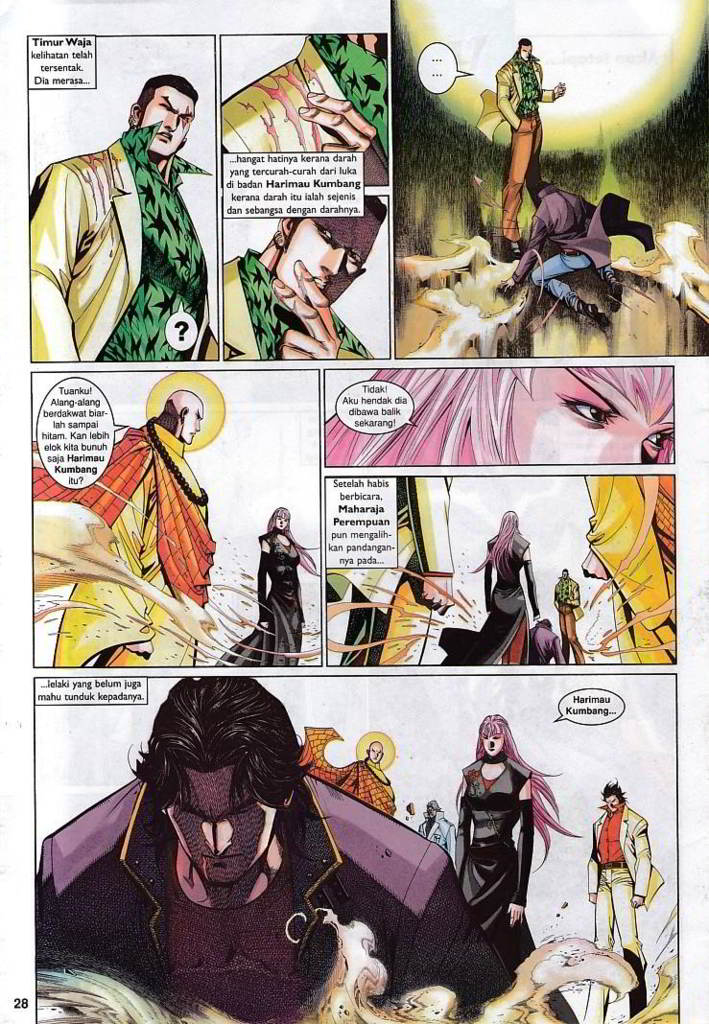 Timur Waja
kelihatan telah
tersentak.
Dia merasa...
?
...hangat hatinya kerana darah
yang tercurah-curah dari luka
di badan Harimau Kumbang
kerana darah itu ialah sejenis
dan sebangsa dengan darahnya.
...
...
Tuanku!
Alang-alang
berdakwat biar-
lah sampai
hitam. Kan lebih
elok kita bunuh
saja Harimau
Kumbang
itu?
Tidak!
Aku hendak dia
dibawa balik
sekarang!
Setelah habis
berbicara,
Maharaja
Perempuan
pun mengalih-
kan pandangan-
nya pada...
...lelaki yang belum juga
mahu tunduk kepadanya.
Harimau
Kumbang...
28